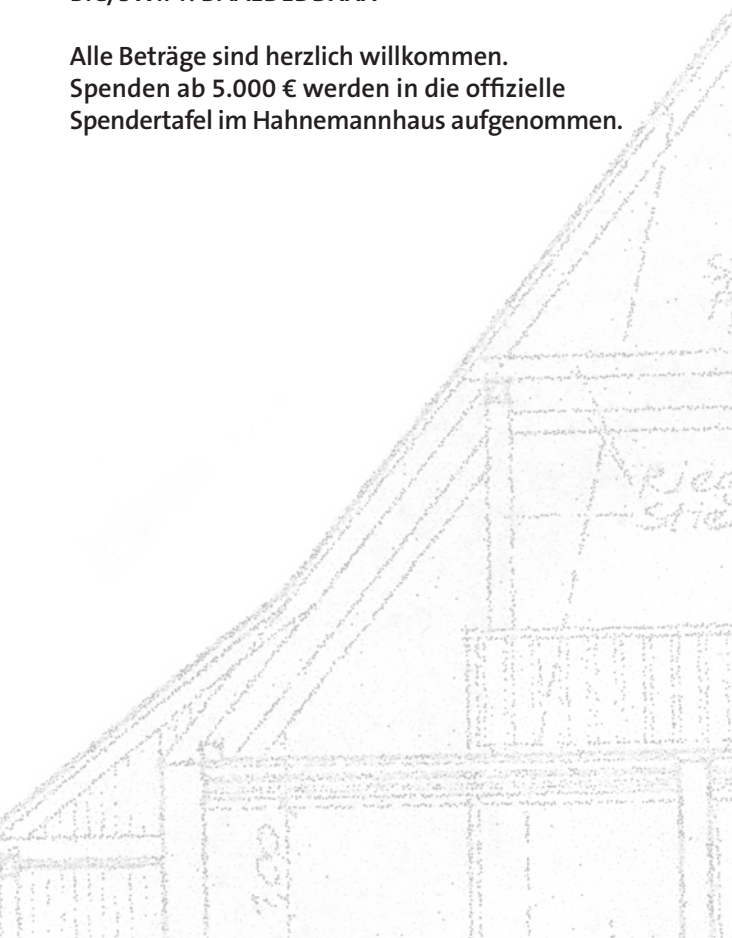 Alle Beträge sind herzlich willkommen.
Spenden ab 5.000 € werden in die offizielle
Spendertafel im Hahnemannhaus aufgenommen.